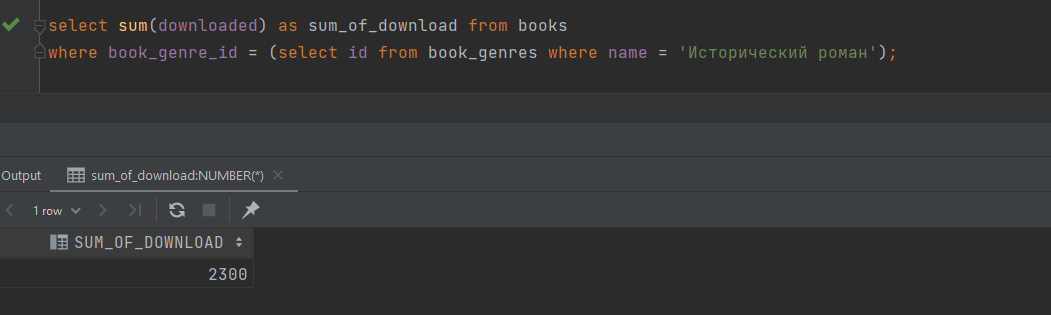 select sum(downloaded) as sum_of_download from books
where book_genre_id = (select id from book_genres where name = 'Исторический роман');
Output sum_of_download:NUMBER(*)
1 row
SUM_OF_DOWNLOAD
2300